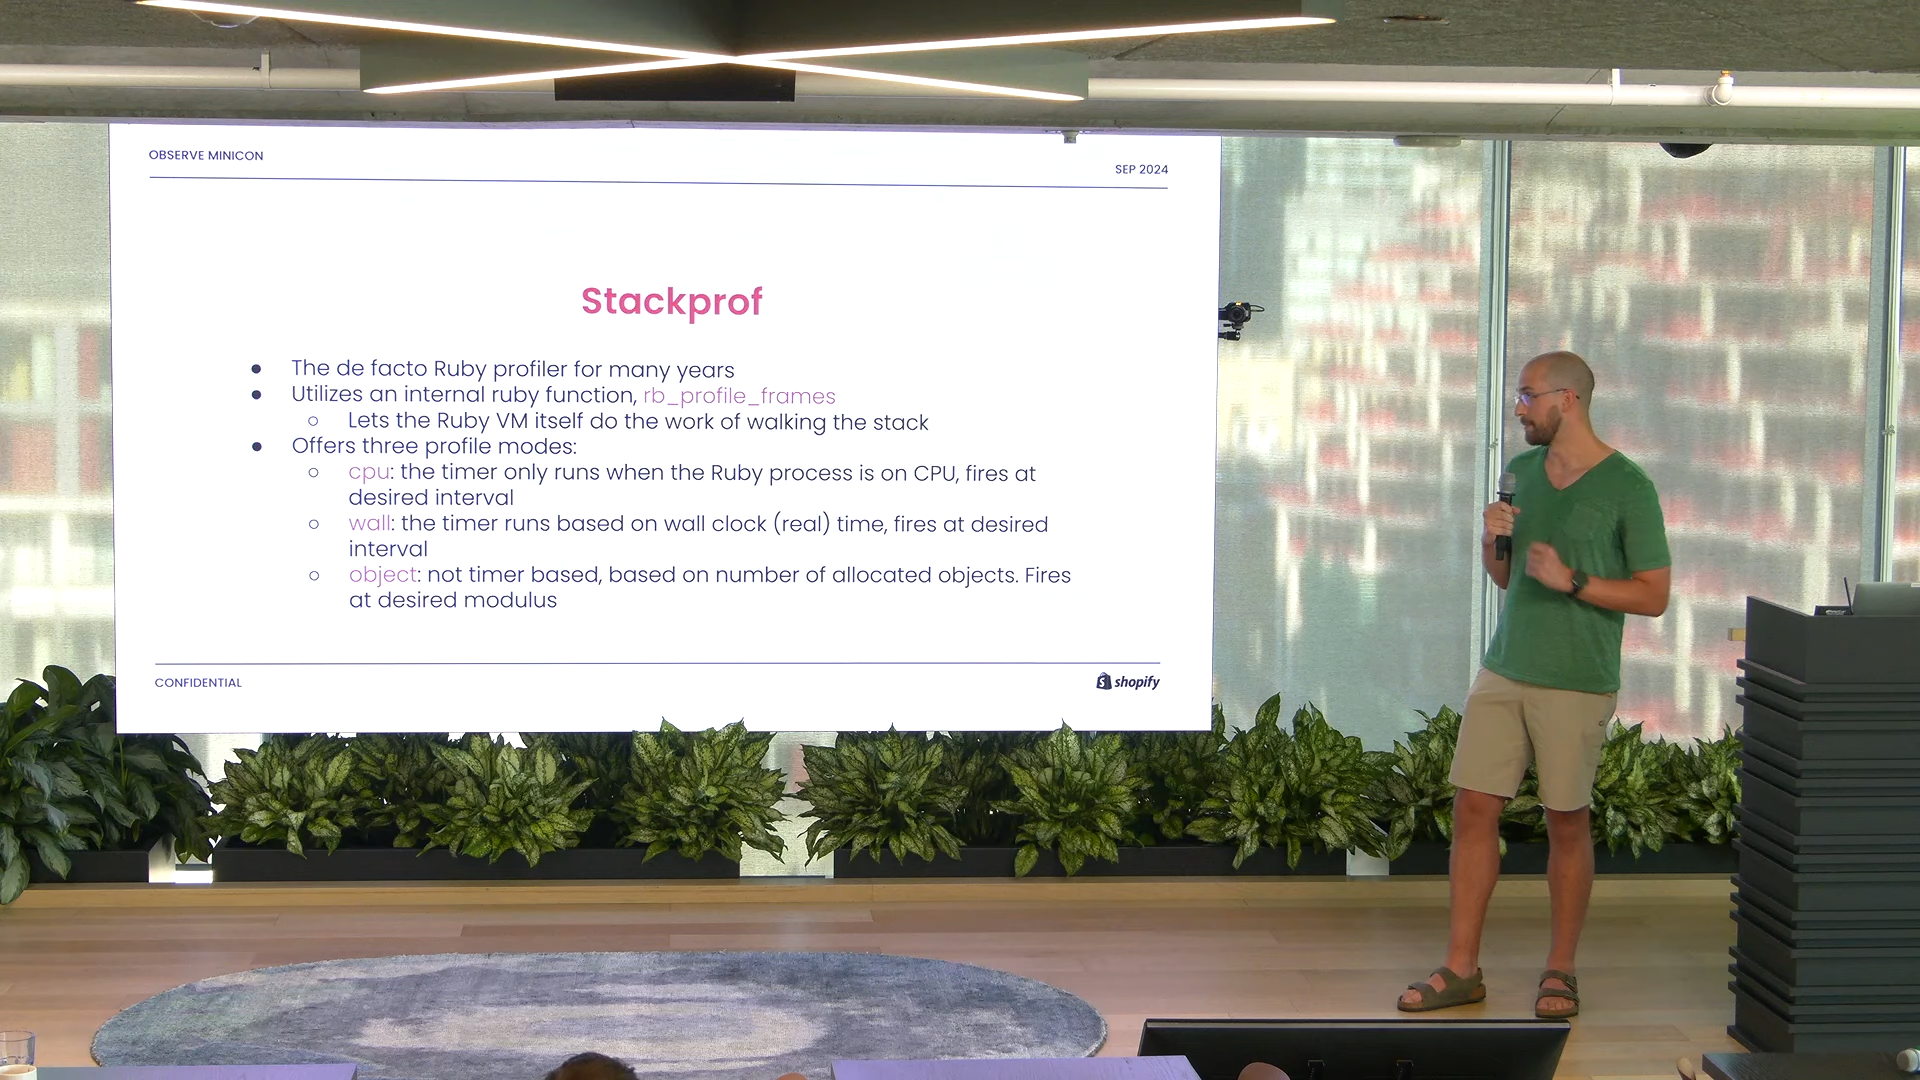 OBSERVE MINICON
SEP 2024
Stackprof
● The de facto Ruby profiler for many years
● Utilizes an internal ruby function, rb_profile_frames
○ Lets the Ruby VM itself do the work of walking the stack
● Offers three profile modes:
○ cpu: the timer only runs when the Ruby process is on CPU, fires at
desired interval
○ wall: the timer runs based on wall clock (real) time, fires at desired
interval
○ object: not timer based, based on number of allocated objects. Fires
at desired modulus
CONFIDENTIAL
shopify